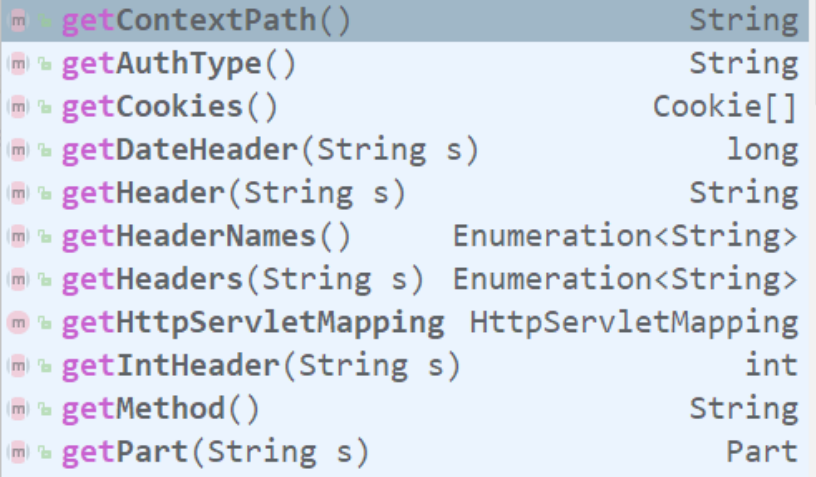 m getContextPath() String
m getAuthType() String
m getCookies() Cookie[]
m getDateHeader(String s) long
m getHeader(String s) String
m getHeaderNames() Enumeration<String>
m getHeaders(String s) Enumeration<String>
m getHttpServletMapping HttpServletMapping
m getIntHeader(String s) int
m getMethod() String
m getPart(String s) Part